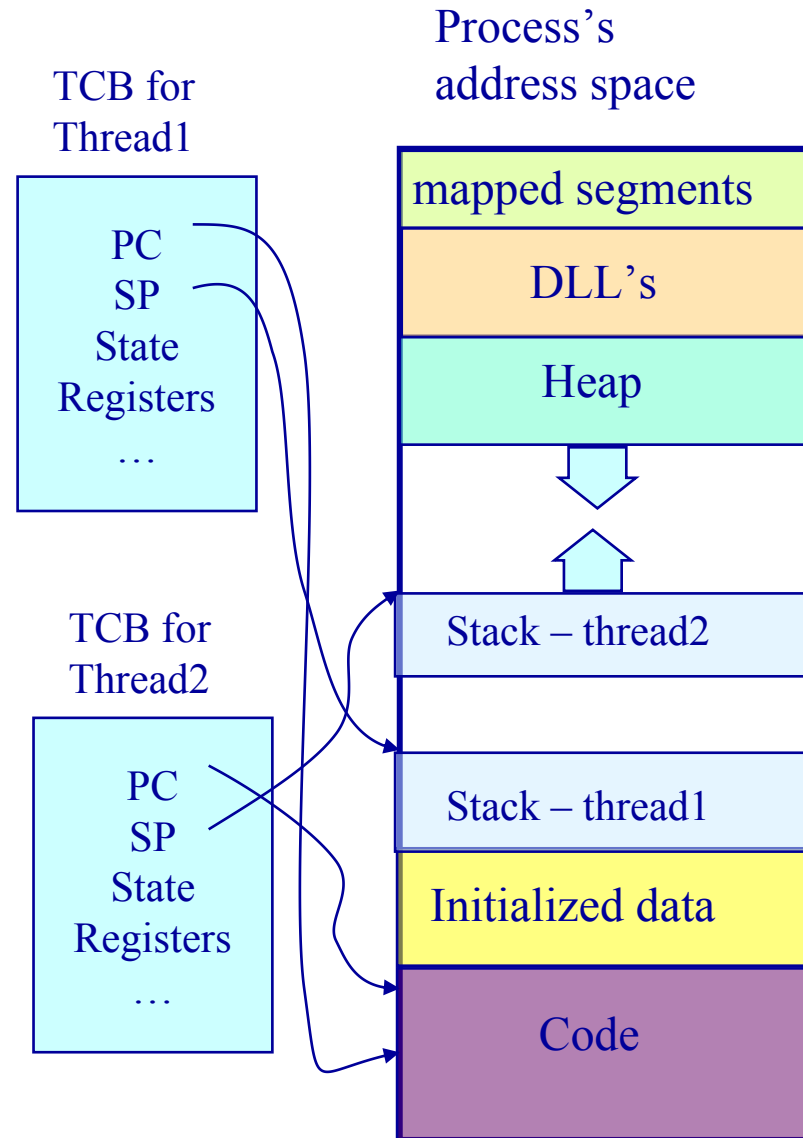 Process’s
address space
TCB for
Thread1
PC
SP
State
Registers
…
mapped segments
DLL’s
Heap
TCB for
Thread2
PC
SP
State
Registers
…
Stack – thread2
Stack – thread1
Initialized data
Code